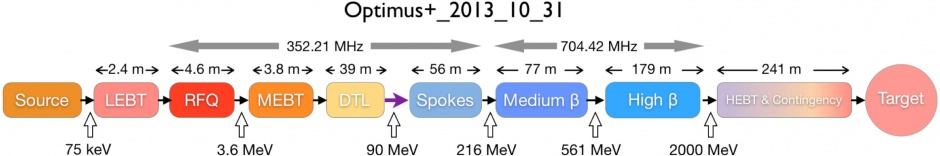 Optimus+_2013_10_31
352.21 MHz
704.42 MHz
2.4 m
4.6 m
3.8 m
39 m
56 m
77 m
179 m
241 m
Source
LEBT
RFQ
MEBT
DTL
Spokes
Medium β
High β
HEBT & Contingency
Target
75 keV
3.6 MeV
90 MeV
216 MeV
561 MeV
2000 MeV